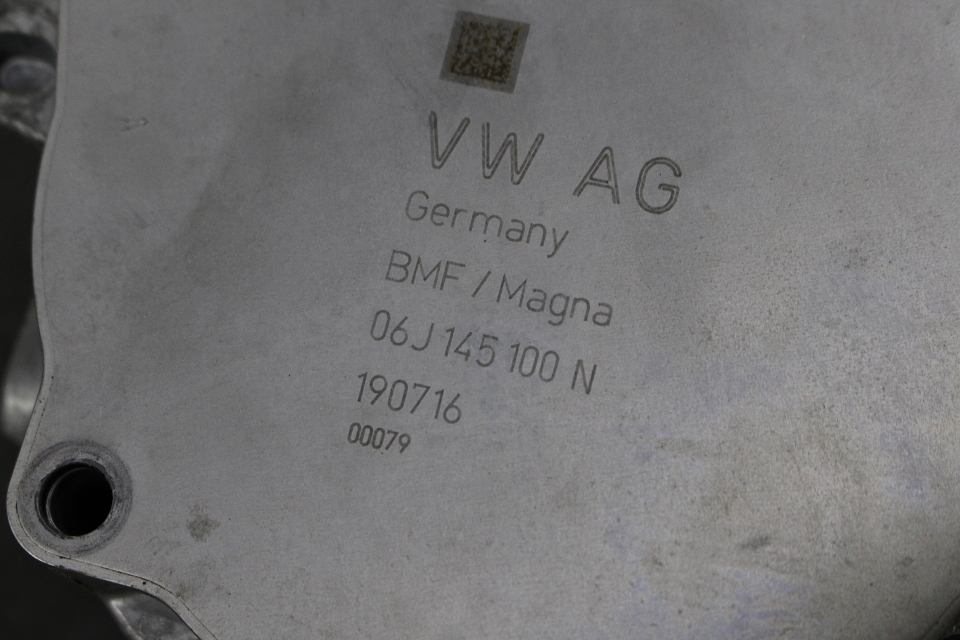 VW AG
Germany
BMF / Magna
06J 145 100 N
190716
00079